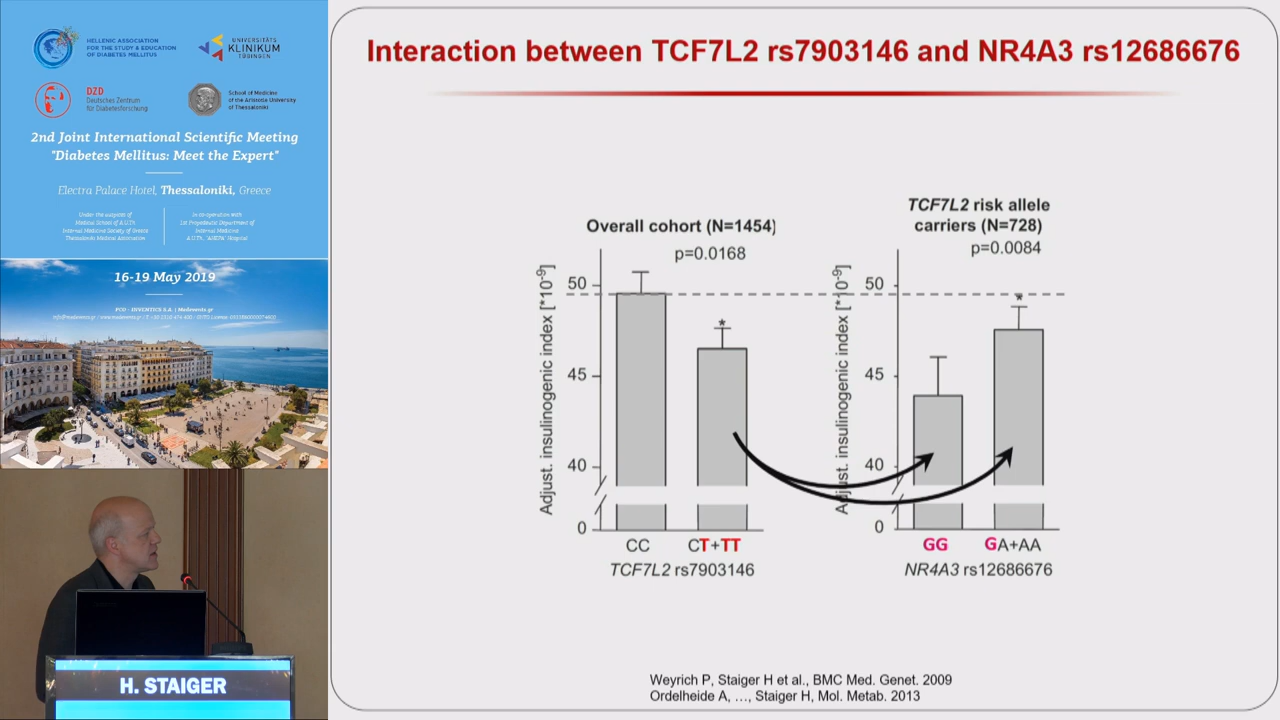 HELLENIC ASSOCIATION
FOR THE STUDY & EDUCATION
OF DIABETES MELLITUS
UNIVERSITÄTS
KLINIKUM
TÜBINGEN
DZD
Deutsches Zentrum
für Diabetesforschung
School of Medicine
of the Aristotle University
of Thessaloniki
2nd Joint International Scientific Meeting
"Diabetes Mellitus: Meet the Expert"
Electra Palace Hotel, Thessaloniki, Greece
Under the auspices of
Medical School of A.U.Th.
Internal Medicine Society of Greece
Thessaloniki Medical Association
In co-operation with
1st Propedeutic Department of
Internal Medicine
A.U.Th., "AHEPA" Hospital
16-19 May 2019
H. STAIGER
Interaction between TCF7L2 rs7903146 and NR4A3 rs12686676
Overall cohort (N=1454)
p=0.0168
Adjust. insulinogenic index [*10-9]
50
45
40
0
*
CC
CT+TT
TCF7L2 rs7903146
TCF7L2 risk allele
carriers (N=728)
p=0.0084
Adjust. insulinogenic index [*10-9]
50
45
40
0
*
GG
GA+AA
NR4A3 rs12686676
Weyrich P, Staiger H et al., BMC Med. Genet. 2009
Ordelheide A, …, Staiger H, Mol. Metab. 2013